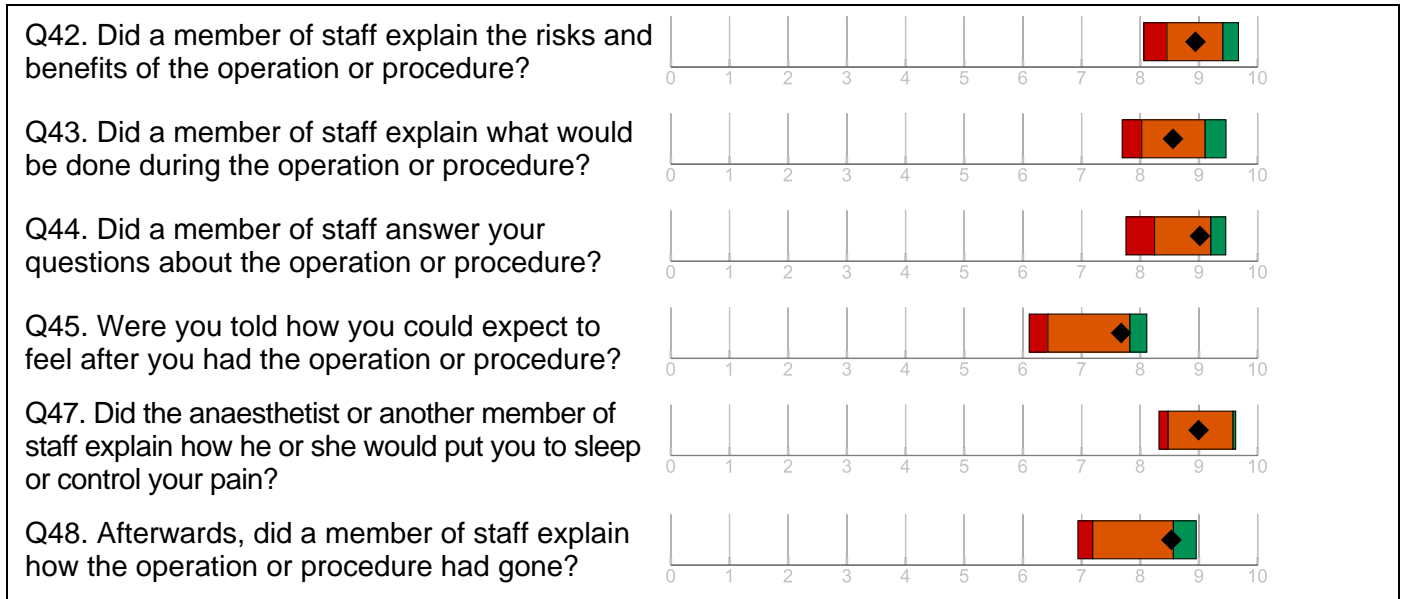 Q42. Did a member of staff explain the risks and
benefits of the operation or procedure?
0 1 2 3 4 5 6 7 8 9 10
Q43. Did a member of staff explain what would
be done during the operation or procedure?
0 1 2 3 4 5 6 7 8 9 10
Q44. Did a member of staff answer your
questions about the operation or procedure?
0 1 2 3 4 5 6 7 8 9 10
Q45. Were you told how you could expect to
feel after you had the operation or procedure?
0 1 2 3 4 5 6 7 8 9 10
Q47. Did the anaesthetist or another member of
staff explain how he or she would put you to sleep
or control your pain?
0 1 2 3 4 5 6 7 8 9 10
Q48. Afterwards, did a member of staff explain
how the operation or procedure had gone?
0 1 2 3 4 5 6 7 8 9 10